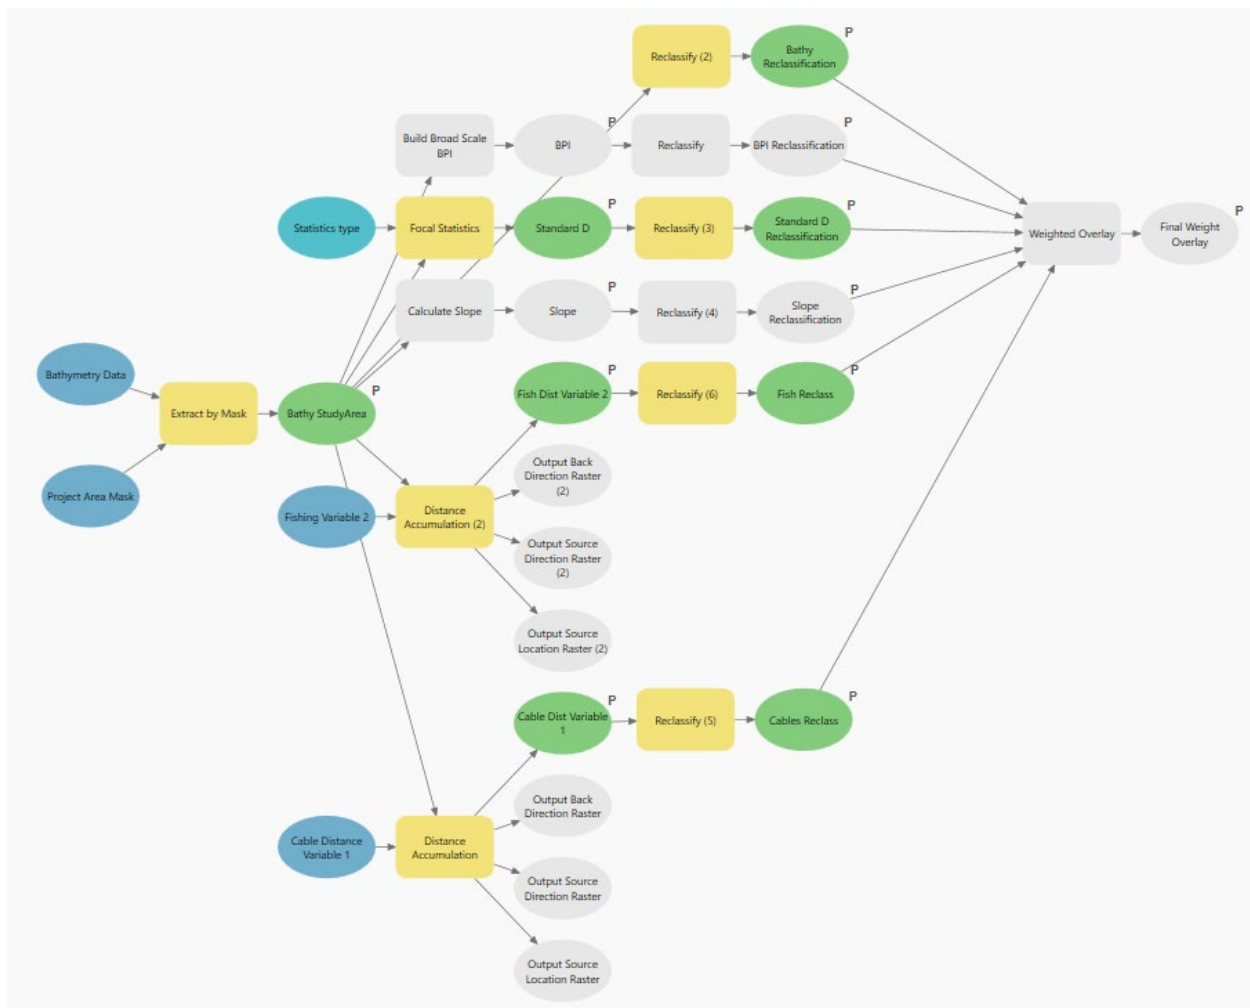 P
Reclassify (2)
Bathy
Reclassification
P
P
Build Broad Scale
BPI
BPI
Reclassify
BPI Reclassification
P
P
P
Statistics type
Focal Statistics
Standard D
Reclassify (3)
Standard D
Reclassification
Weighted Overlay
Final Weight
Overlay
P
P
Calculate Slope
Slope
Reclassify (4)
Slope
Reclassification
Bathymetry Data
P
P
P
Extract by Mask
Bathy StudyArea
Fish Dist Variable 2
Reclassify (6)
Fish Reclass
Project Area Mask
Output Back
Direction Raster
(2)
Fishing Variable 2
Distance
Accumulation (2)
Output Source
Direction Raster
(2)
Output Source
Location Raster (2)
P
P
Cable Dist Variable
1
Reclassify (5)
Cables Reclass
Output Back
Direction Raster
Cable Distance
Variable 1
Distance
Accumulation
Output Source
Direction Raster
Output Source
Location Raster